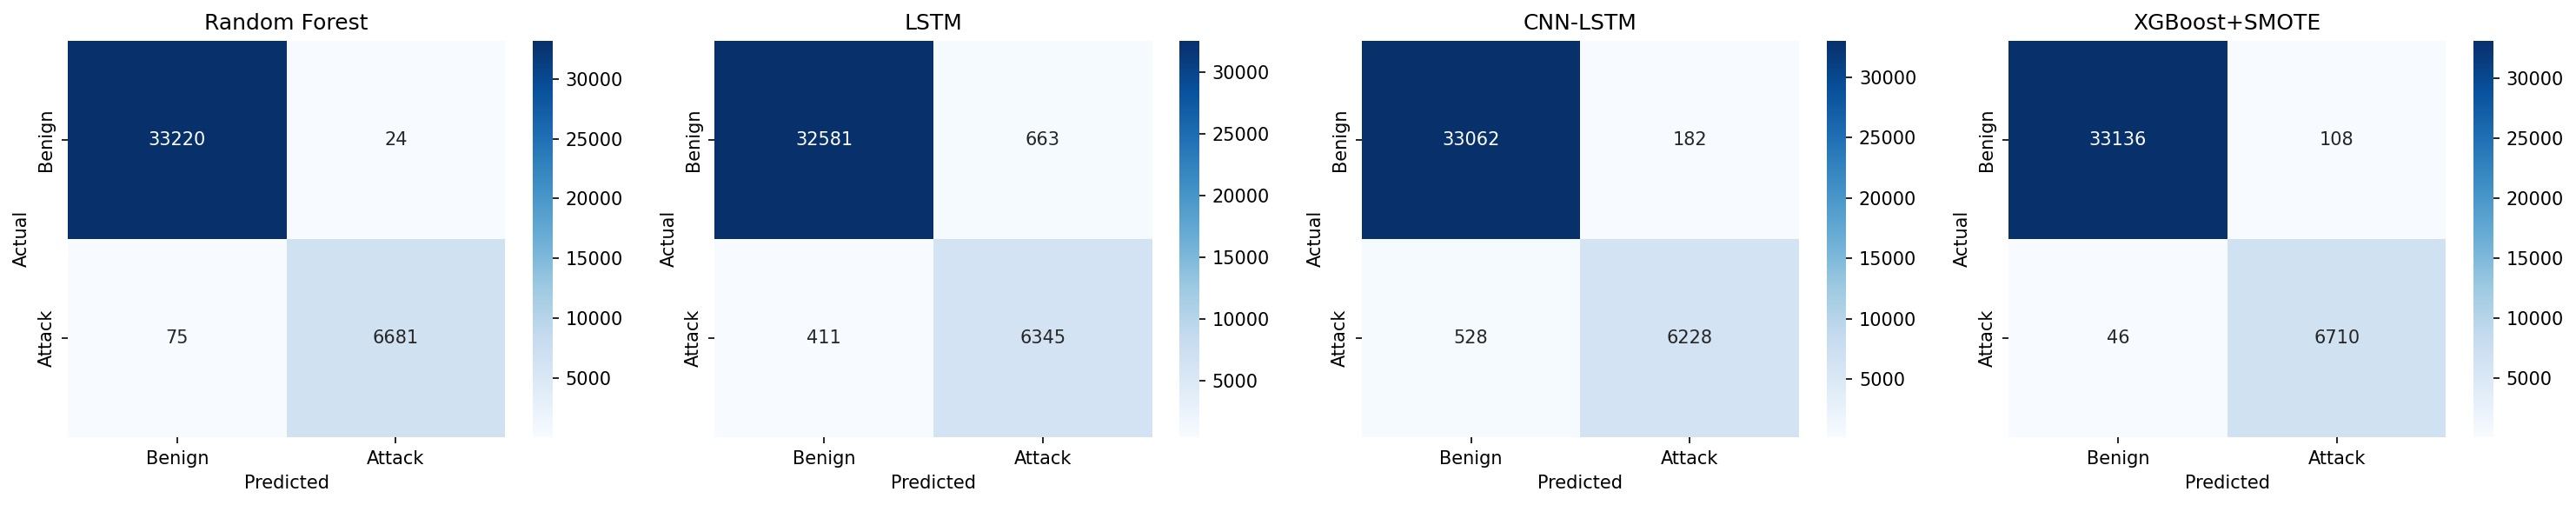 Random Forest
Actual
Benign
Attack
33220
24
75
6681
Benign
Attack
Predicted
30000
25000
20000
15000
10000
5000
LSTM
Actual
Benign
Attack
32581
663
411
6345
Benign
Attack
Predicted
30000
25000
20000
15000
10000
5000
CNN-LSTM
Actual
Benign
Attack
33062
182
528
6228
Benign
Attack
Predicted
30000
25000
20000
15000
10000
5000
XGBoost+SMOTE
Actual
Benign
Attack
33136
108
46
6710
Benign
Attack
Predicted
30000
25000
20000
15000
10000
5000